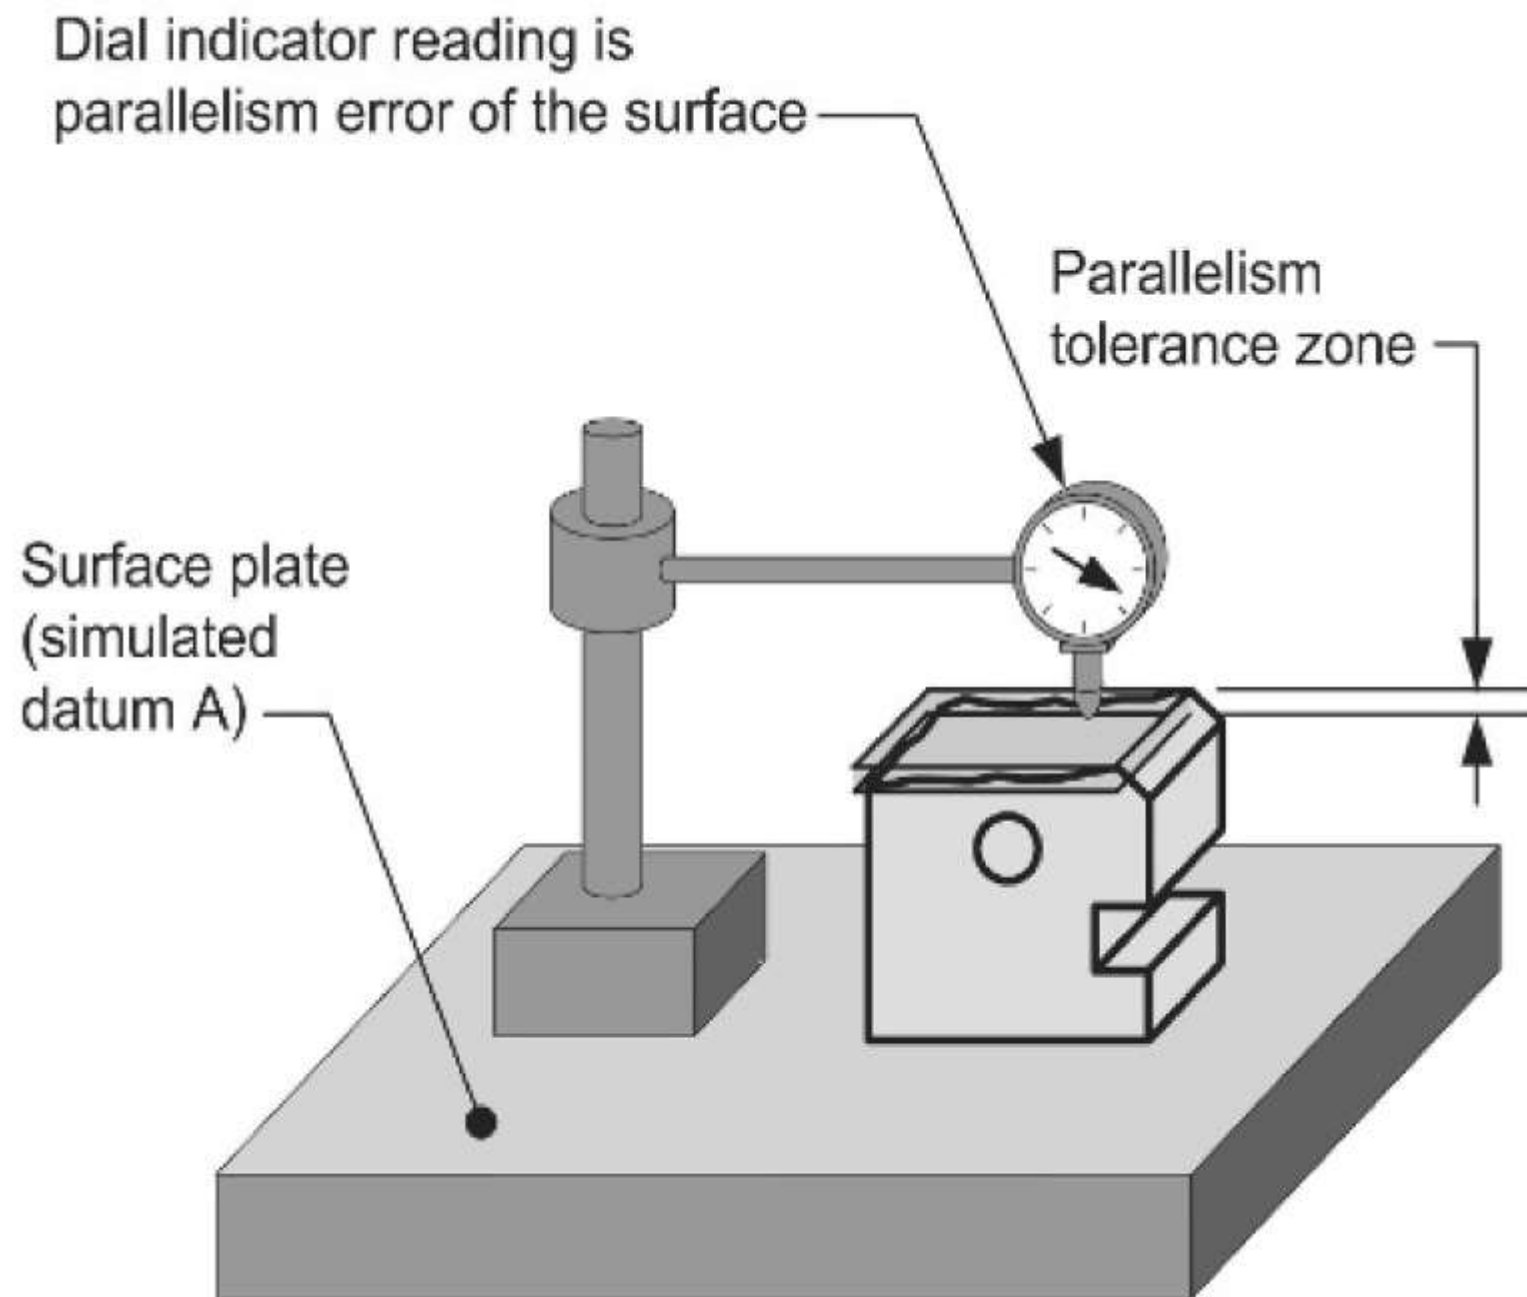 Dial indicator reading is
parallelism error of the surface
Parallelism
tolerance zone
Surface plate
(simulated
datum A)